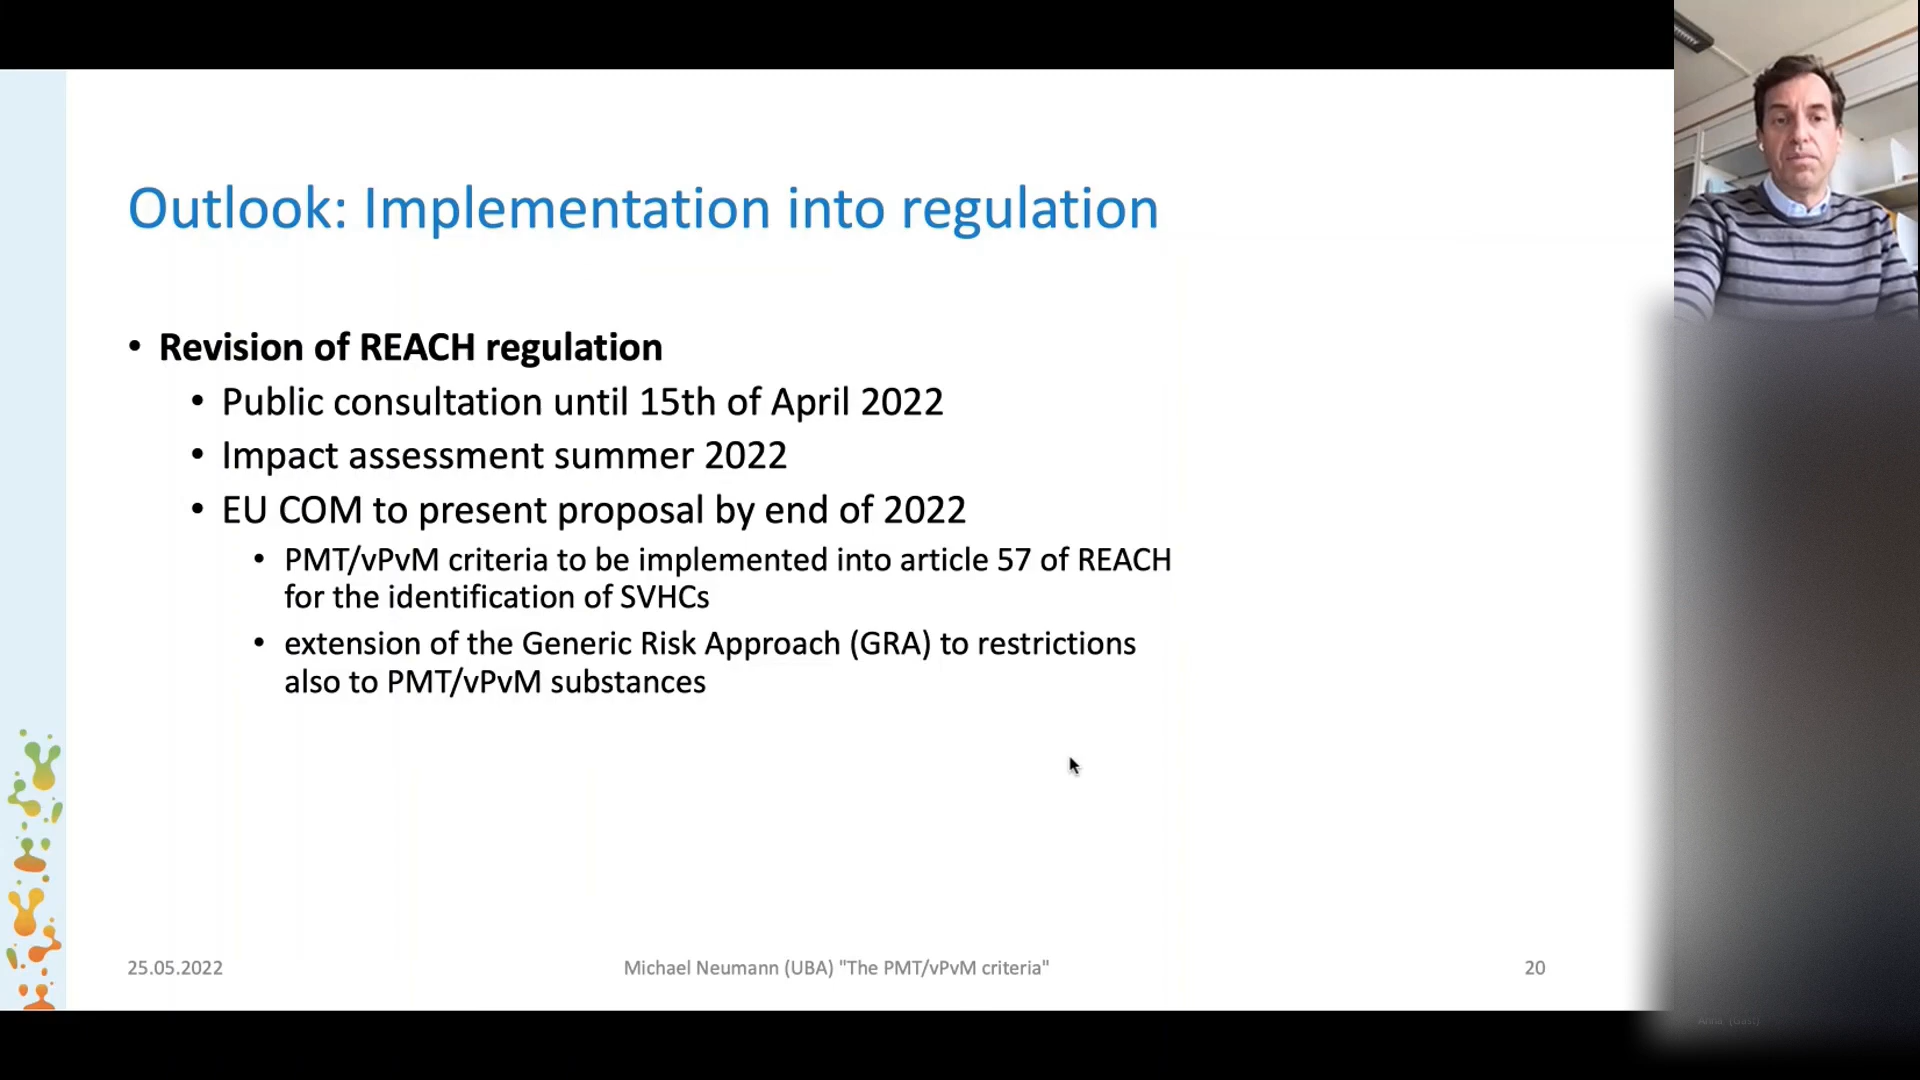 Outlook: Implementation into regulation
• Revision of REACH regulation
• Public consultation until 15th of April 2022
• Impact assessment summer 2022
• EU COM to present proposal by end of 2022
• PMT/vPvM criteria to be implemented into article 57 of REACH
for the identification of SVHCs
• extension of the Generic Risk Approach (GRA) to restrictions
also to PMT/vPvM substances
25.05.2022
Michael Neumann (UBA) "The PMT/vPvM criteria"
20